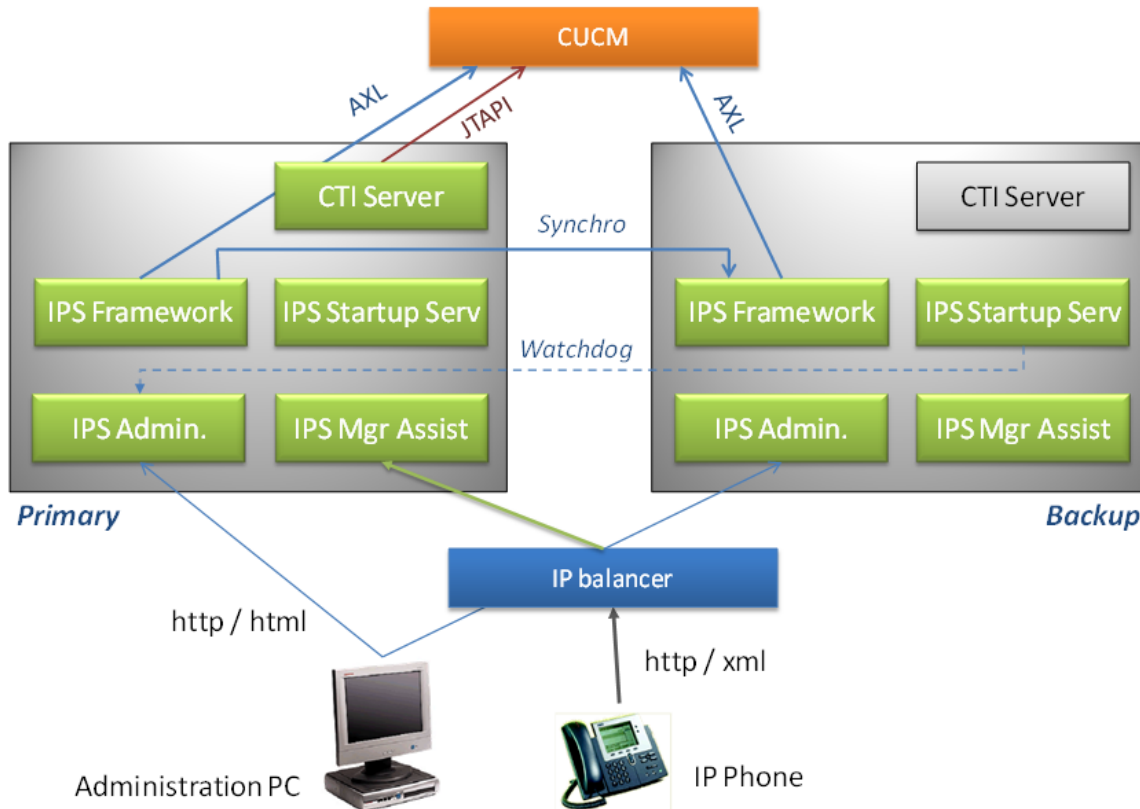 CUCM
AXL
JTAPI
AXL
CTI Server
CTI Server
Synchro
IPS Framework
IPS Startup Serv
IPS Framework
IPS Startup Serv
Watchdog
IPS Admin.
IPS Mgr Assist
IPS Admin.
IPS Mgr Assist
Primary
Backup
IP balancer
http / html
http / xml
Administration PC
IP Phone